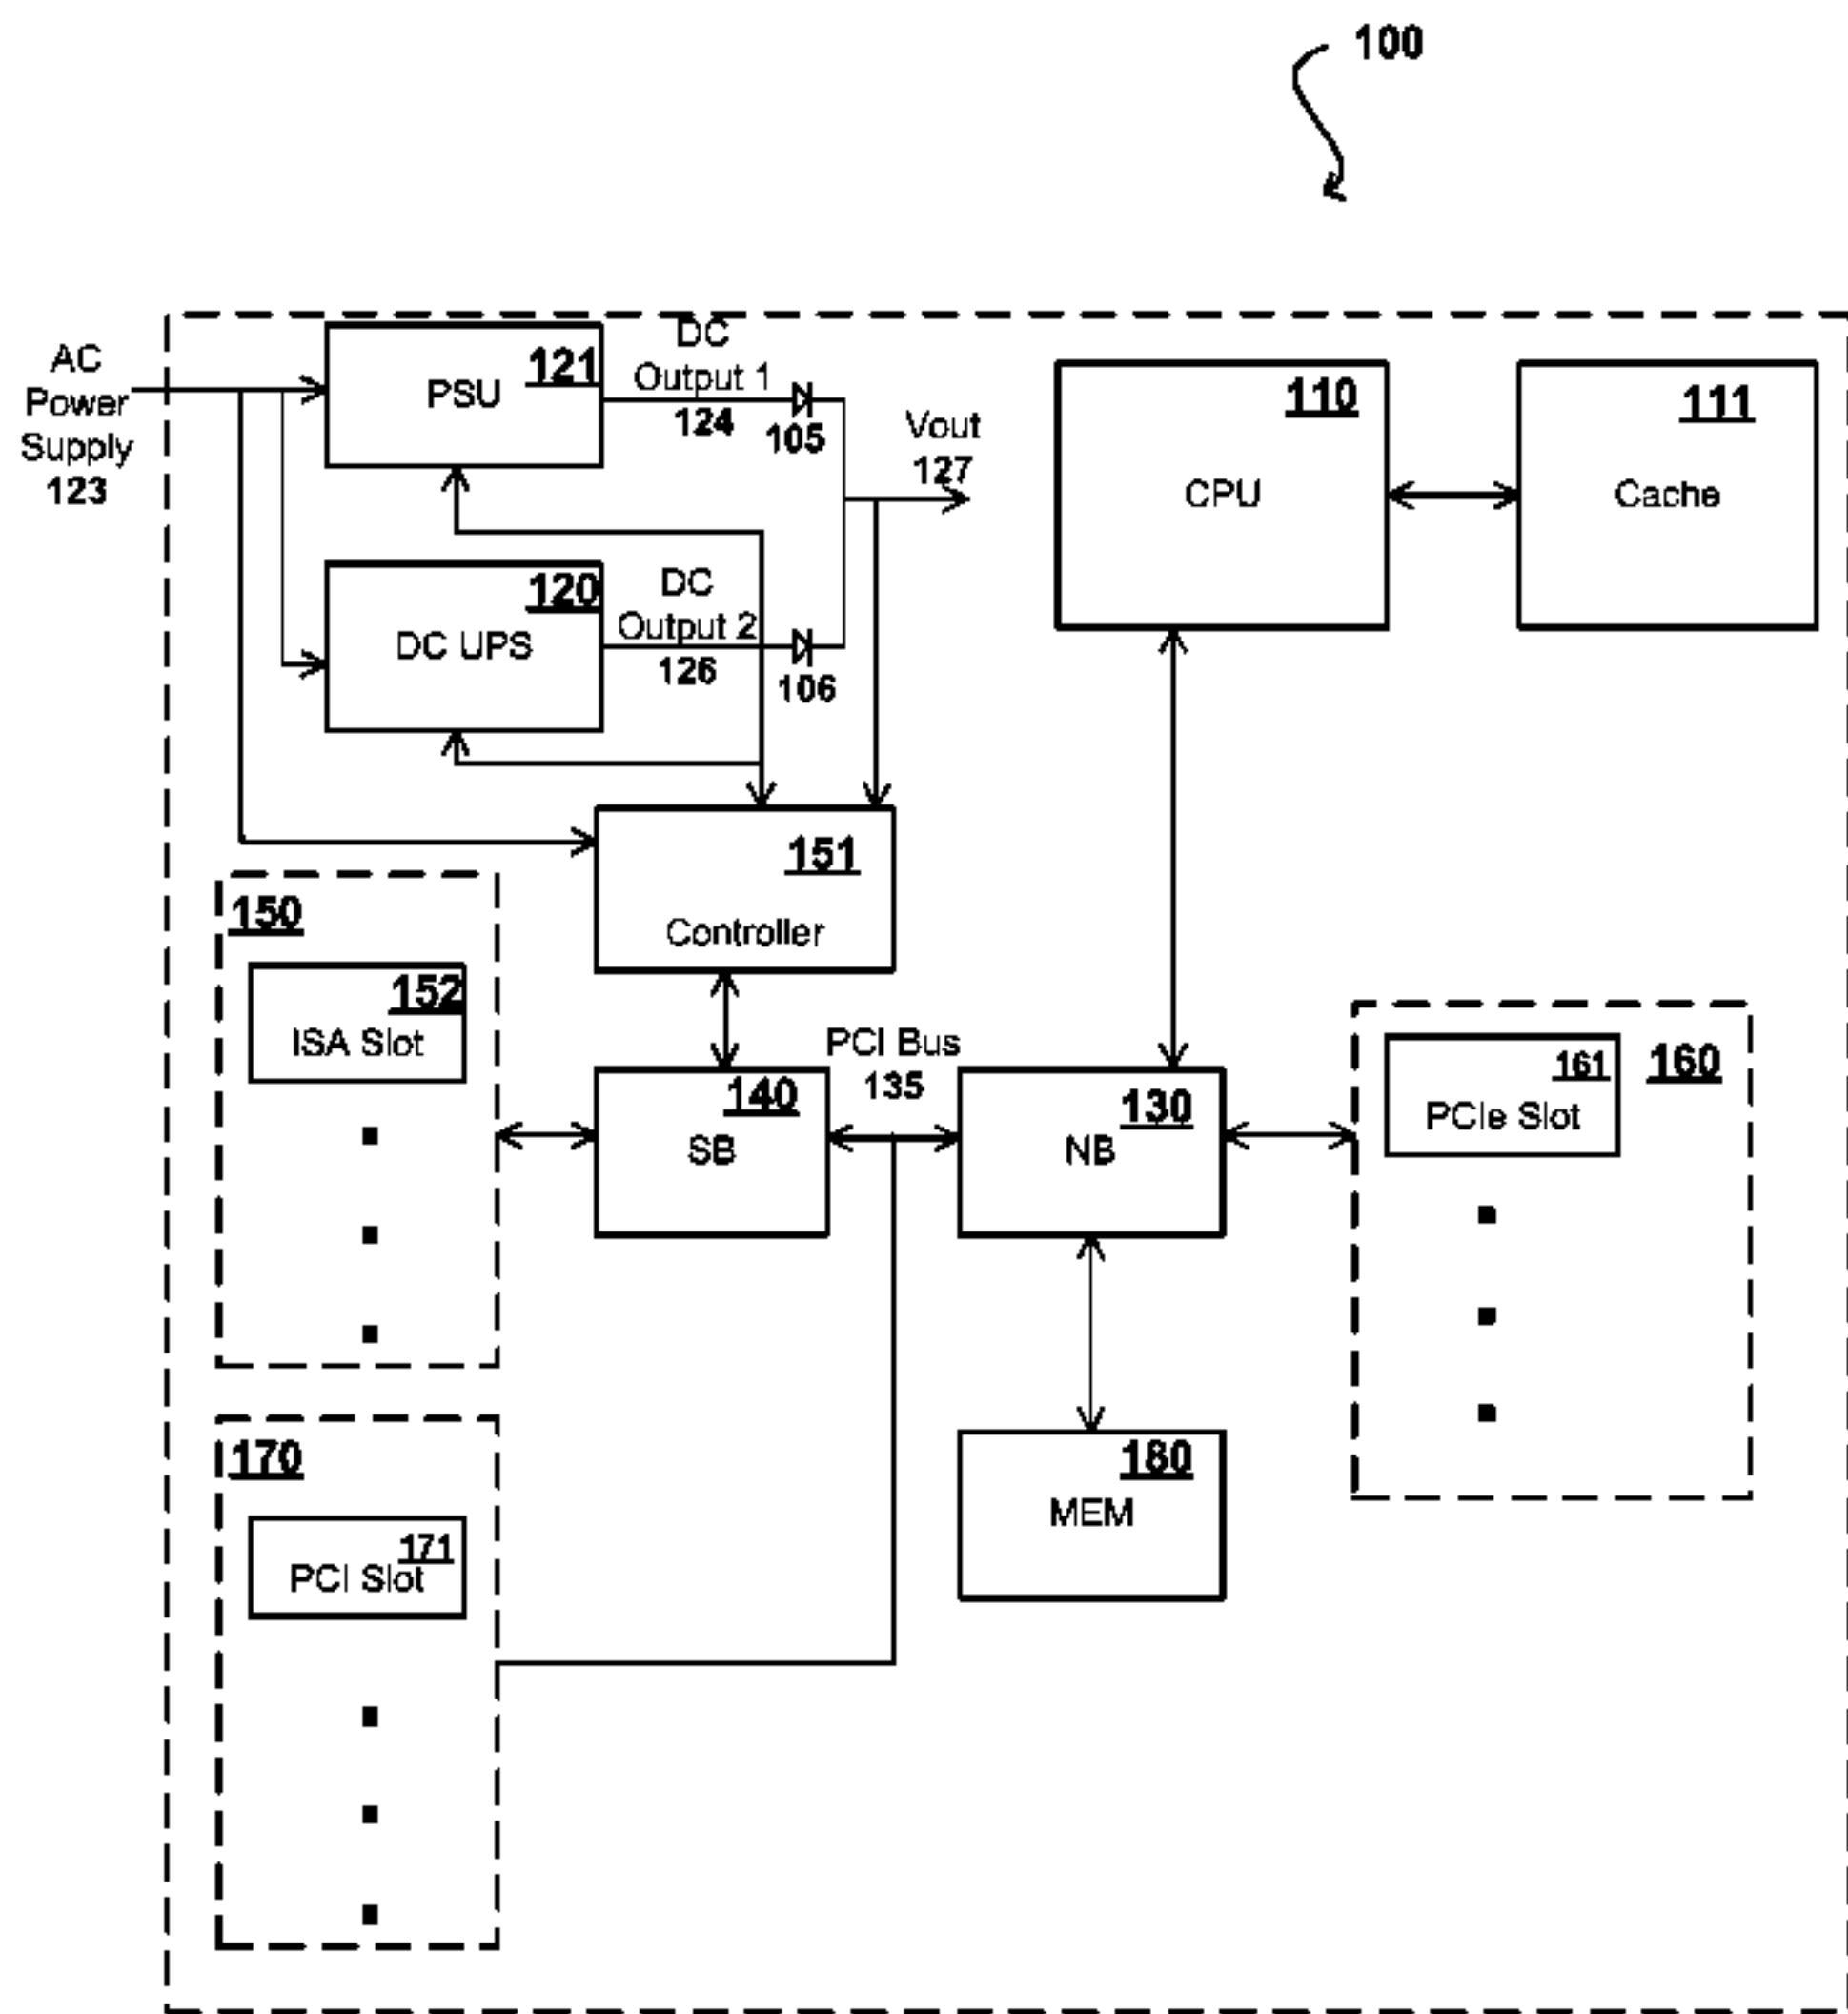 100
AC
Power
Supply
123
121
PSU
DC
Output 1
124
105
Vout
127
110
CPU
111
Cache
120
DC UPS
DC
Output 2
126
106
151
Controller
150
152
ISA Slot
PCI Bus
135
140
SB
130
NB
160
161
PCIe Slot
170
171
PCI Slot
180
MEM